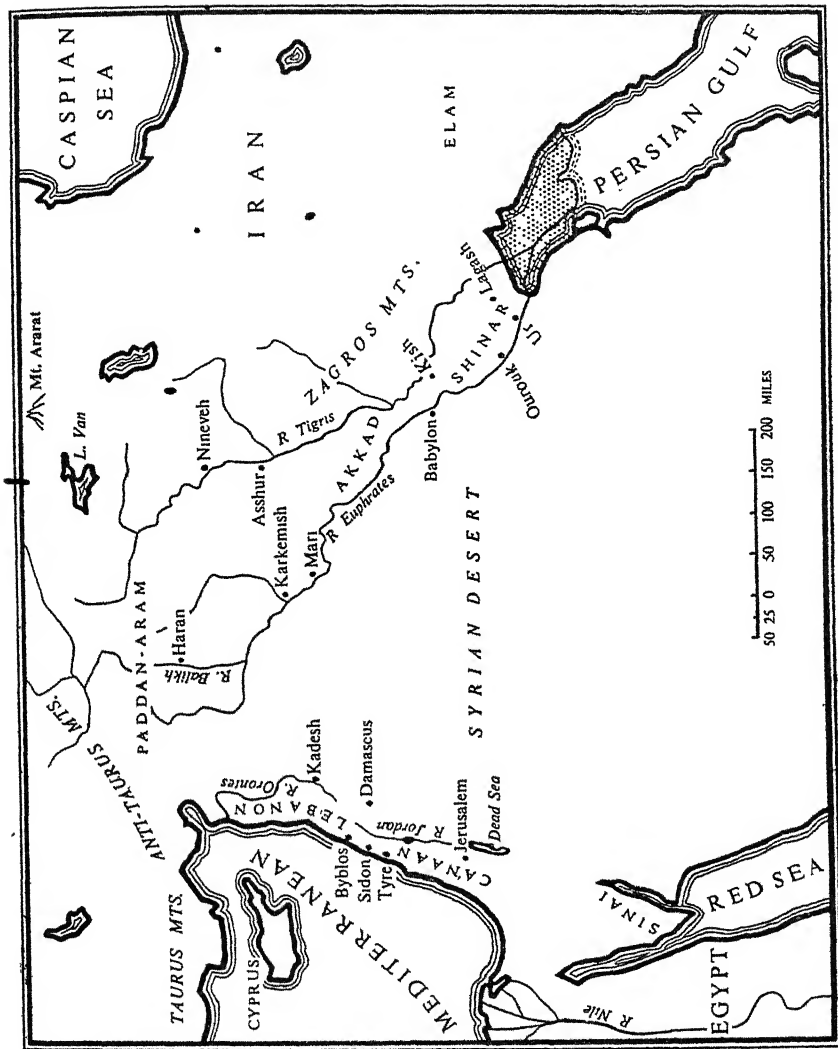 CASPIAN
SEA
Mt. Ararat
L. Van
IRAN
ELAM
ANTI-TAURUS MTS.
TAURUS MTS.
PADDAN-ARAM
Haran
R. Balikh
Nineveh
Asshur
R Tigris
ZAGROS MTS.
Karkemish
Mari
R Euphrates
AKKAD
Kish
Babylon
SHINAR
Lagash
Ourouk
Ur
PERSIAN GULF
CYPRUS
MEDITERRANEAN
R. Orontes
Kadesh
LEBANON
Damascus
Byblos
Sidon
Tyre
R Jordan
CANAAN
Jerusalem
Dead Sea
SYRIAN DESERT
SINAI
RED SEA
R Nile
EGYPT
50 25 0 50 100 150 200 MILES